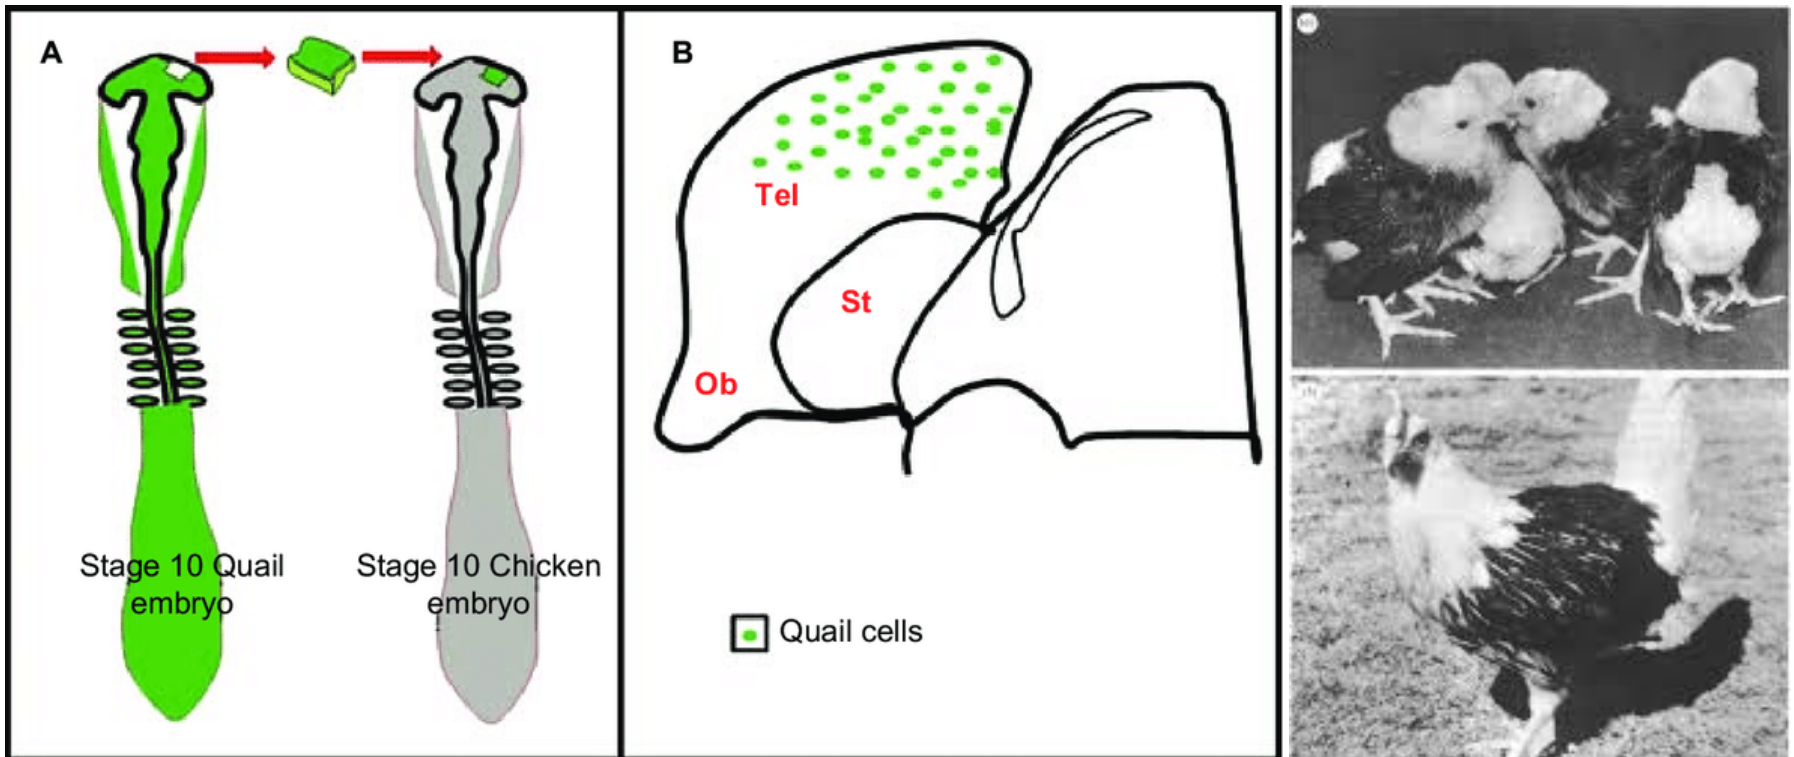 A
Stage 10 Quail
embryo
Stage 10 Chicken
embryo
B
Tel
St
Ob
Quail cells